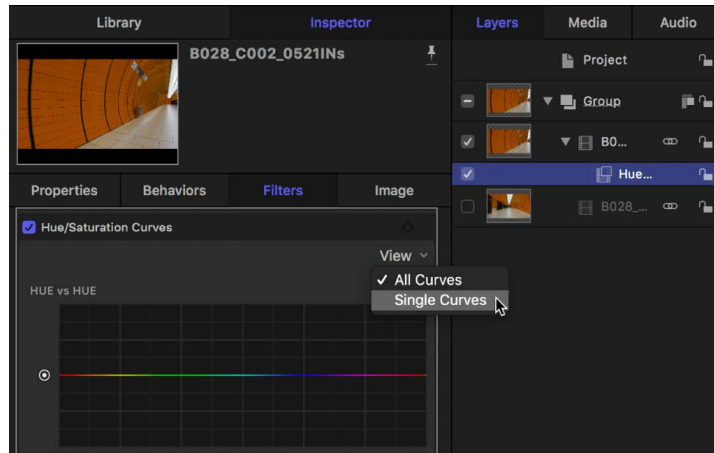 Library
Inspector
B028_C002_0521INs
Properties
Behaviors
Filters
Image
Hue/Saturation Curves
View
✓ All Curves
Single Curves
HUE vs HUE
Layers
Media
Audio
Project
Group
B0...
Hue...
B028_...